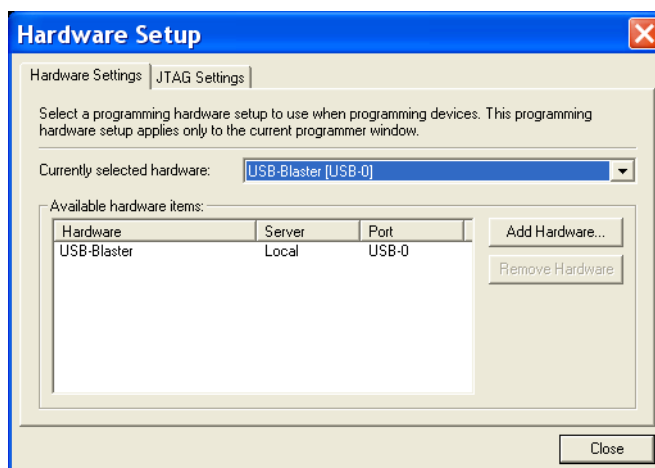 Hardware Setup
Hardware Settings JTAG Settings
Select a programming hardware setup to use when programming devices. This programming
hardware setup applies only to the current programmer window.
Currently selected hardware: USB-Blaster [USB-0]
Available hardware items:
Hardware Server Port
USB-Blaster Local USB-0
Add Hardware...
Remove Hardware
Close